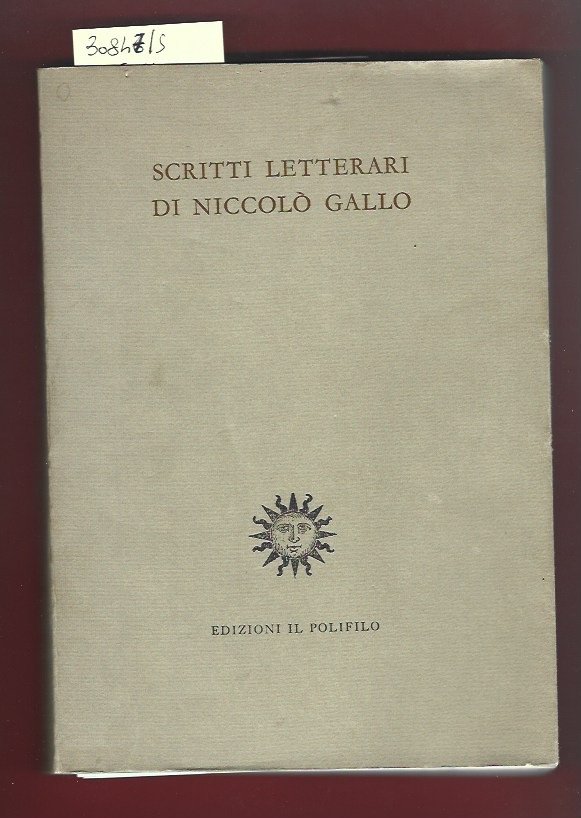 SCRITTI LETTERARI
DI NICCOLÒ GALLO
EDIZIONI IL POLIFILO